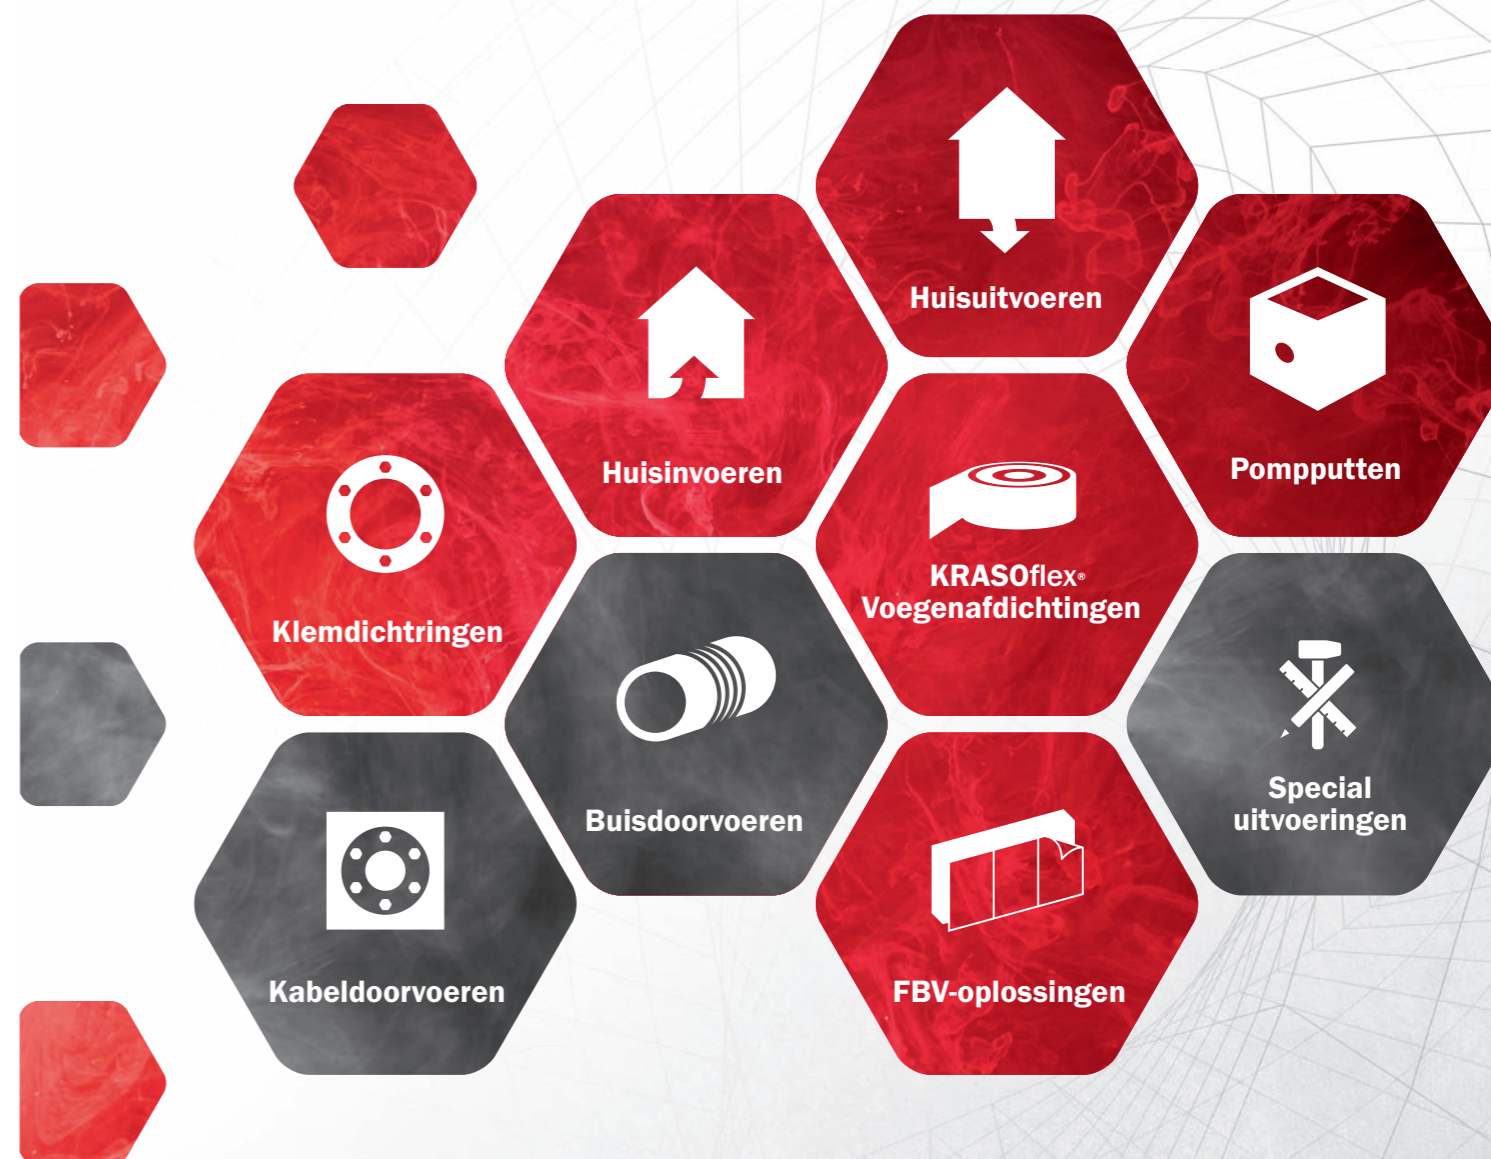 Huisuitvoeren
Huisinvoeren
Pompputten
KRASOflex®
Voegenafdichtingen
Klemdichtringen
Buisdoorvoeren
Special
uitvoeringen
Kabeldoorvoeren
FBV-oplossingen